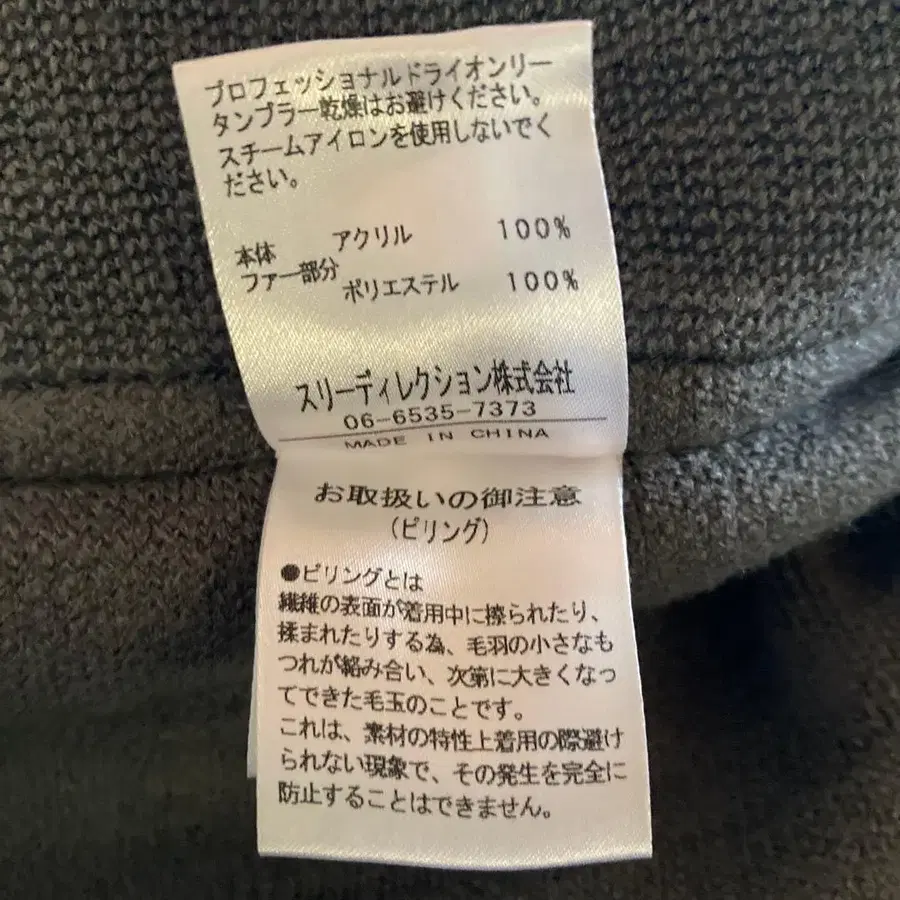 プロフェッショナルドライオンリー
タンブラー乾燥はお避けください。
スチームアイロンを使用しないでく
ださい。
本体 アクリル 100%
ファー部分 ポリエステル 100%
スリーディレクション株式会社
06-6535-7373
MADE IN CHINA
お取扱いの御注意
(ピリング)
●ピリングとは
繊維の表面が着用中に擦られたり、
揉まれたりする為、毛羽の小さなも
つれが絡み合い、次第に大きくなっ
てできた毛玉のことです。
これは、素材の特性上着用の際避け
られない現象で、その発生を完全に
防止することはできません。